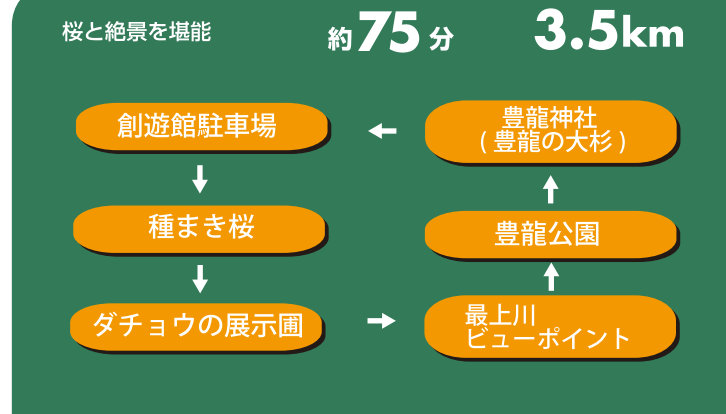 桜と絶景を堪能
約75分
3.5km
創遊館駐車場
種まき桜
ダチョウの展示圃
最上川
ビューポイント
豊龍公園
豊龍神社
(豊龍の大杉)